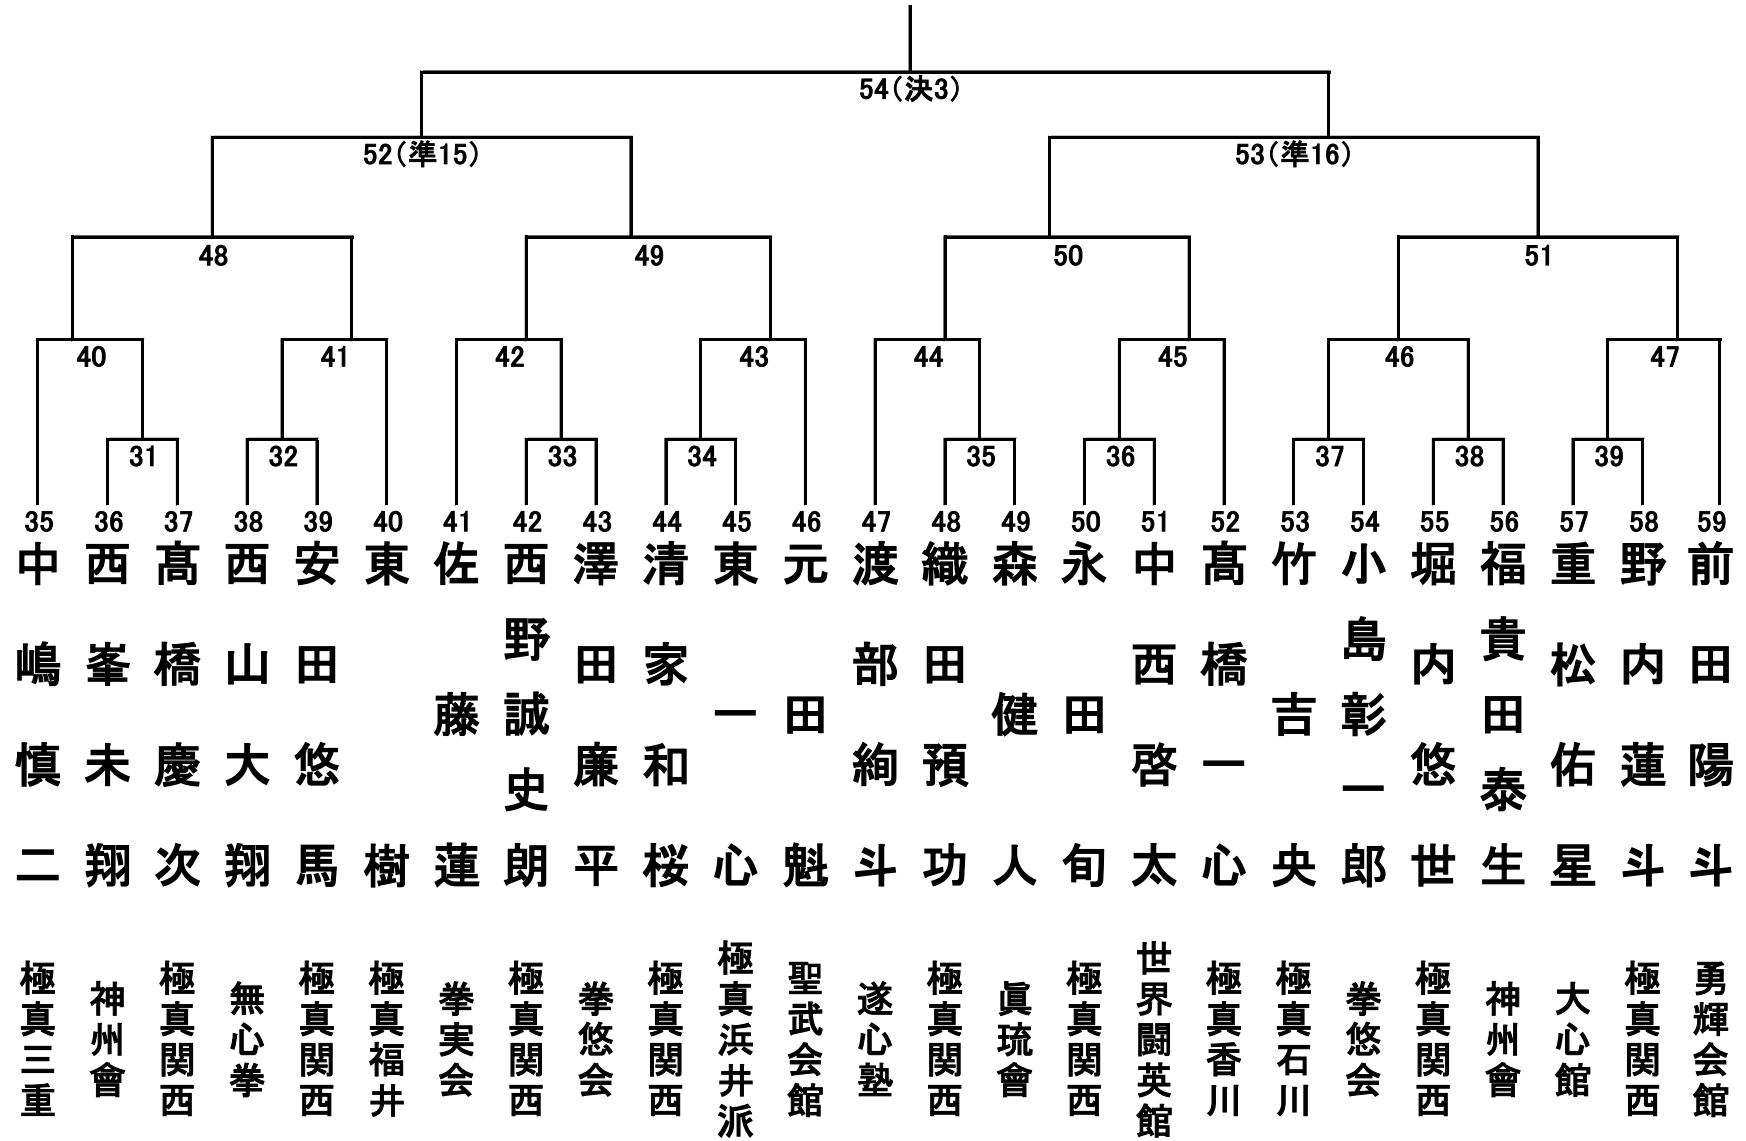 54(決3)
52(準15)
53(準16)
48
49
50
51
40
41
42
43
44
45
46
47
31
32
33
34
35
36
37
38
39
35
36
37
38
39
40
41
42
43
44
45
46
47
48
49
50
51
52
53
54
55
56
57
58
59
中嶋慎二
西峯未翔
髙橋慶次
西山大翔
安田悠馬
東樹
佐藤蓮
西野誠史朗
澤田廉平
清家和桜
東一心
元田魁
渡部絢斗
織田預功
森健人
永田旬
中西啓太
髙橋一心
竹吉央
小島彰一郎
堀内悠世
福貴田泰生
重松佑星
野内蓮斗
前田陽斗
極真三重
神州會
極真関西
無心拳
極真関西
極真福井
拳実会
極真関西
拳悠会
極真関西
極真浜井派
聖武会館
遂心塾
極真関西
眞琉會
極真関西
世界闘英館
極真香川
極真石川
拳悠会
極真関西
神州會
大心館
極真関西
勇輝会館